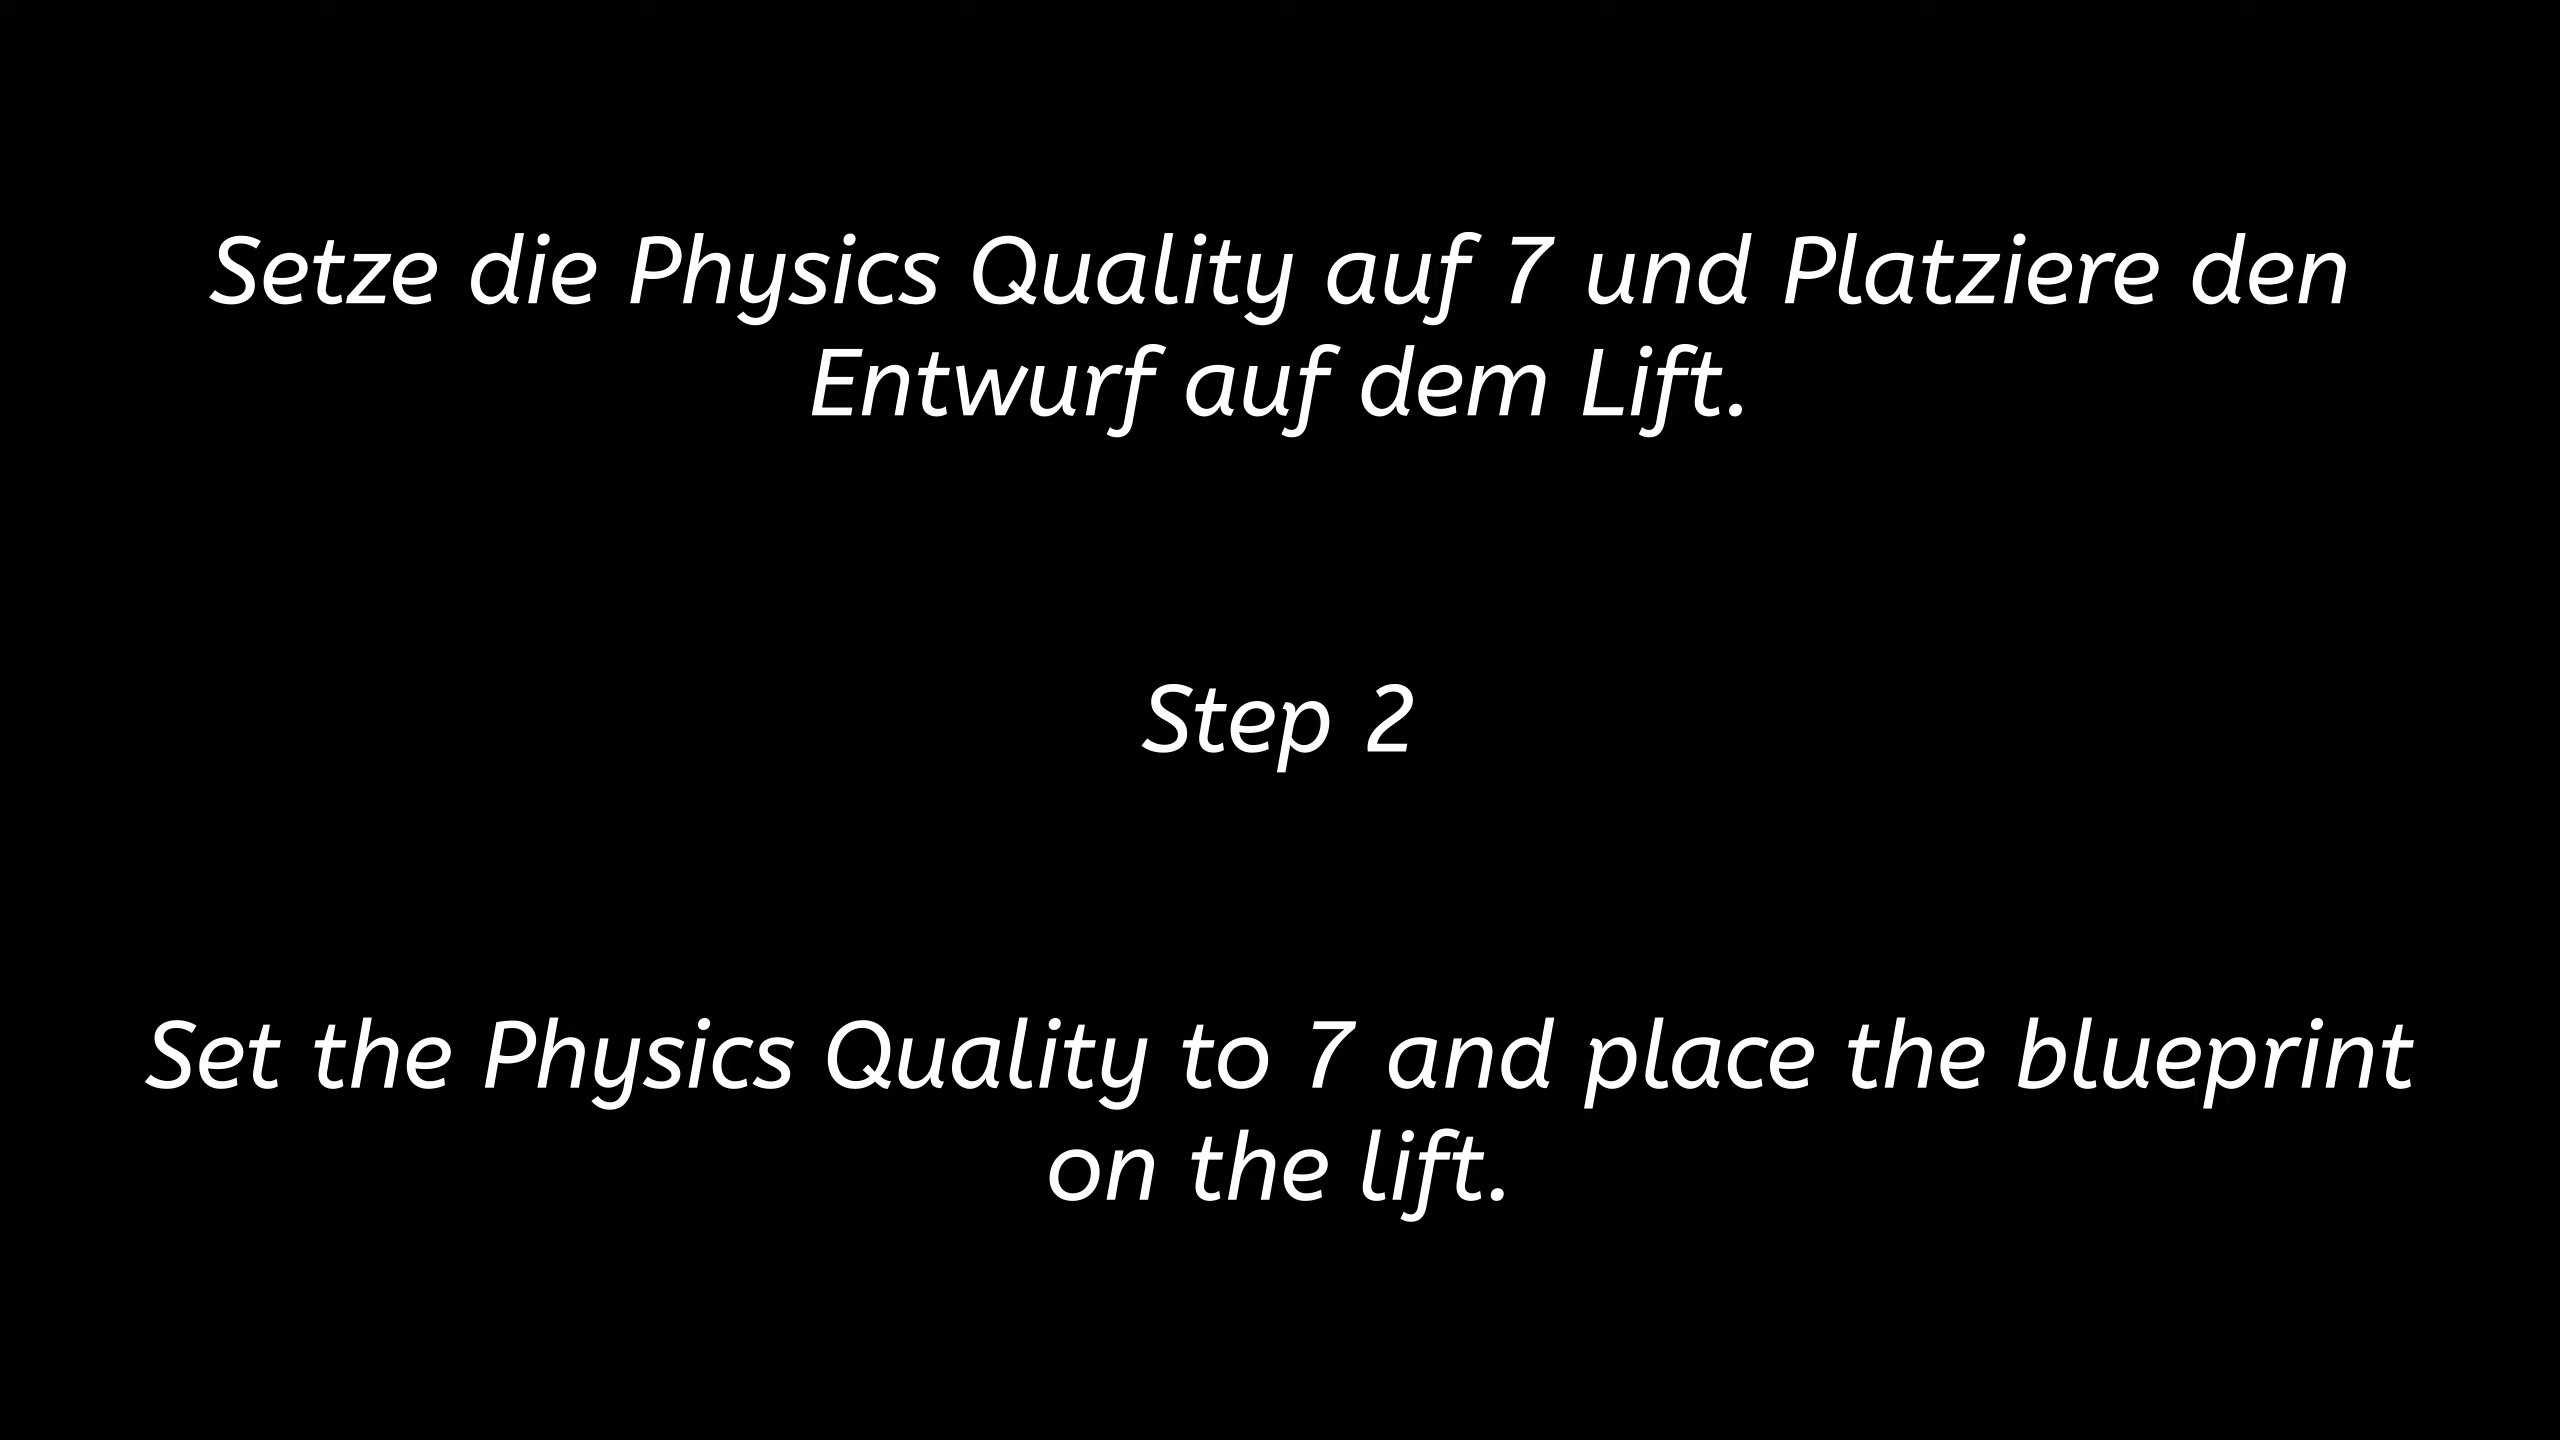 Setze die Physics Quality auf 7 und Platziere den
Entwurf auf dem Lift.
Step 2
Set the Physics Quality to 7 and place the blueprint
on the lift.